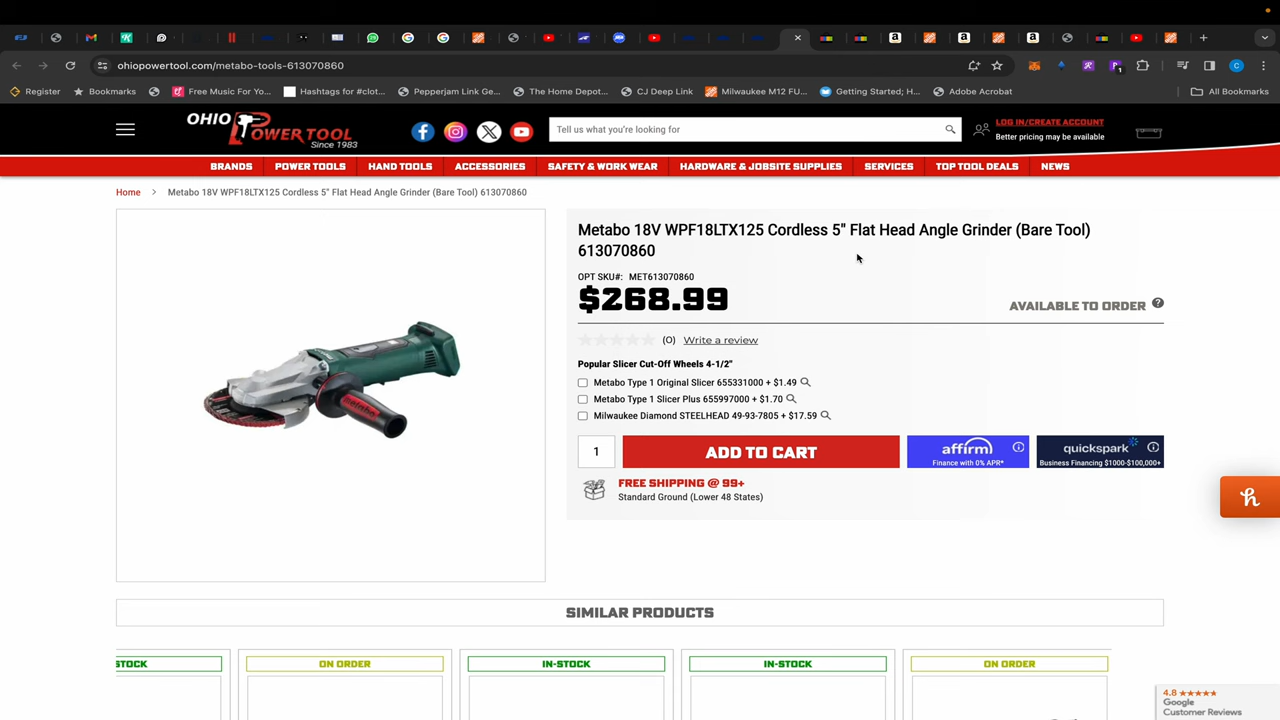 ohiopowertool.com/metabo-tools-613070860
Register
Bookmarks
Free Music For Yo...
Hashtags for #clot...
Pepperjam Link Ge...
The Home Depot...
CJ Deep Link
Milwaukee M12 FU...
Getting Started; H...
Adobe Acrobat
All Bookmarks
OHIO POWER TOOL
Since 1983
Tell us what you're looking for
LOG IN/CREATE ACCOUNT
Better pricing may be available
BRANDS
POWER TOOLS
HAND TOOLS
ACCESSORIES
SAFETY & WORK WEAR
HARDWARE & JOBSITE SUPPLIES
SERVICES
TOP TOOL DEALS
NEWS
Home > Metabo 18V WPF18LTX125 Cordless 5" Flat Head Angle Grinder (Bare Tool) 613070860
Metabo 18V WPF18LTX125 Cordless 5" Flat Head Angle Grinder (Bare Tool)
613070860
OPT SKU#: MET613070860
$268.99
AVAILABLE TO ORDER ?
(0) Write a review
Popular Slicer Cut-Off Wheels 4-1/2"
Metabo Type 1 Original Slicer 655331000 + $1.49
Metabo Type 1 Slicer Plus 655997000 + $1.70
Milwaukee Diamond STEELHEAD 49-93-7805 + $17.59
1
ADD TO CART
affirm
Finance with 0% APR*
quickspark
Business Financing $1000-$100,000+
FREE SHIPPING @ 99+
Standard Ground (Lower 48 States)
metabo
SIMILAR PRODUCTS
STOCK
ON ORDER
IN-STOCK
IN-STOCK
ON ORDER
4.8
Google
Customer Reviews